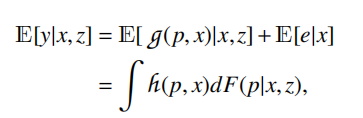 𝔼[y|x,z] = 𝔼[ g(p,x)|x,z] + 𝔼[e|x]
= ∫ h(p,x)dF(p|x,z),